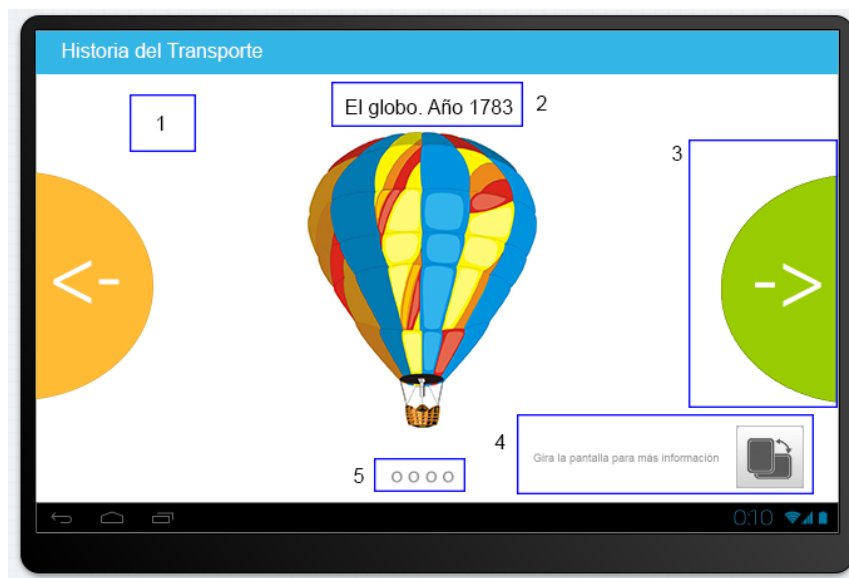 Historia del Transporte
1
El globo. Año 1783
2
3
<-
->
4
Gira la pantalla para más información
5
o o o o
0:10